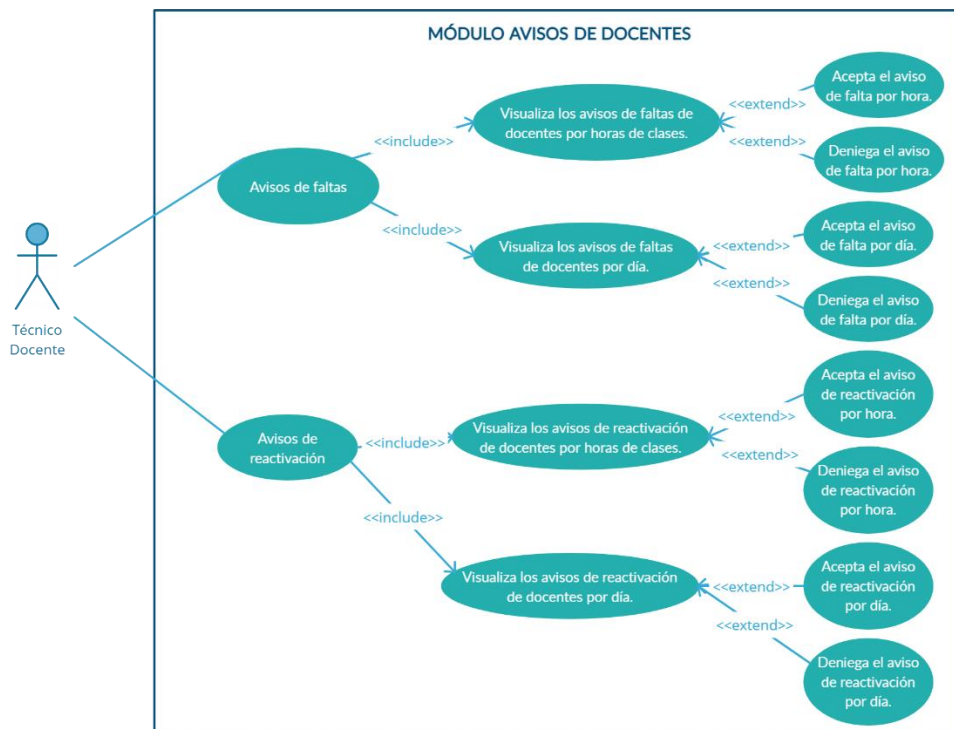 MÓDULO AVISOS DE DOCENTES
Técnico
Docente
Avisos de faltas
<<include>>
<<include>>
Visualiza los avisos de faltas de
docentes por horas de clases.
<<extend>>
<<extend>>
Acepta el aviso
de falta por hora.
Deniega el aviso
de falta por hora.
Visualiza los avisos de faltas
de docentes por día.
<<extend>>
<<extend>>
Acepta el aviso
de falta por día.
Deniega el aviso
de falta por día.
Avisos de
reactivación
<<include>>
<<include>>
Visualiza los avisos de reactivación
de docentes por horas de clases.
<<extend>>
<<extend>>
Acepta el aviso
de reactivación
por hora.
Deniega el aviso
de reactivación
por hora.
Visualiza los avisos de reactivación
de docentes por día.
<<extend>>
<<extend>>
Acepta el aviso
de reactivación
por día.
Deniega el aviso
de reactivación
por día.